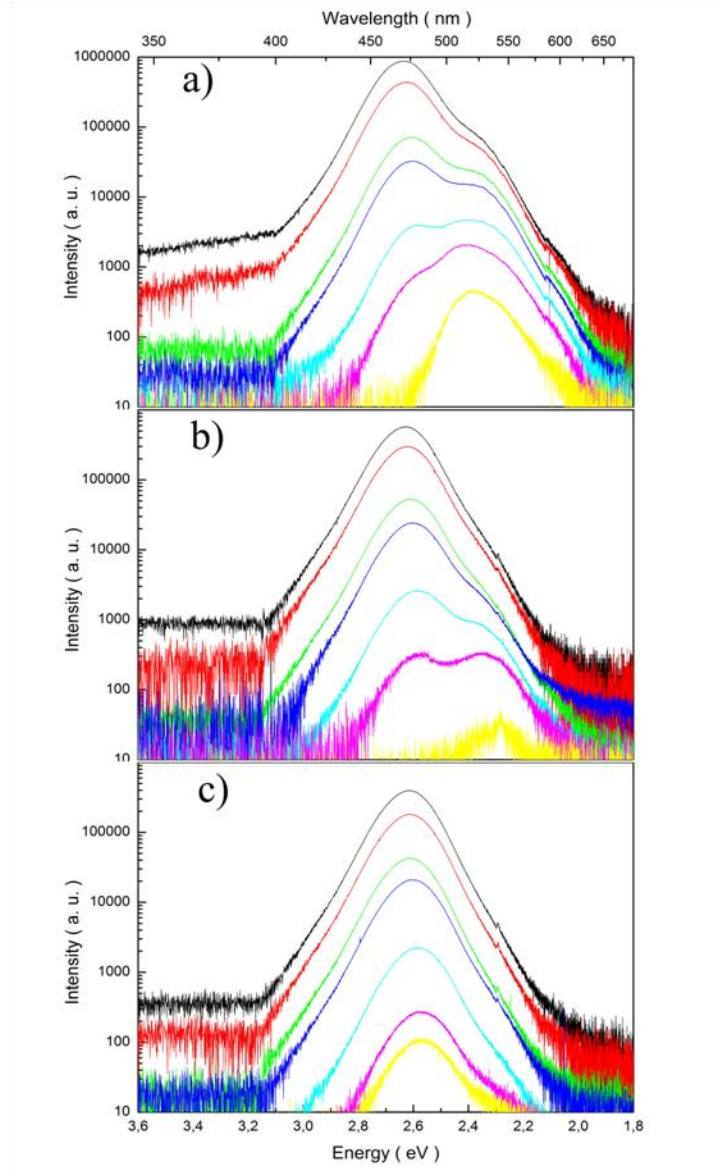 Wavelength ( nm )
350 400 450 500 550 600 650
a)
1000000
100000
10000
1000
100
10
Intensity ( a. u. )
b)
100000
10000
1000
100
10
Intensity ( a. u. )
c)
100000
10000
1000
100
10
Intensity ( a. u. )
3,6 3,4 3,2 3,0 2,8 2,6 2,4 2,2 2,0 1,8
Energy ( eV )